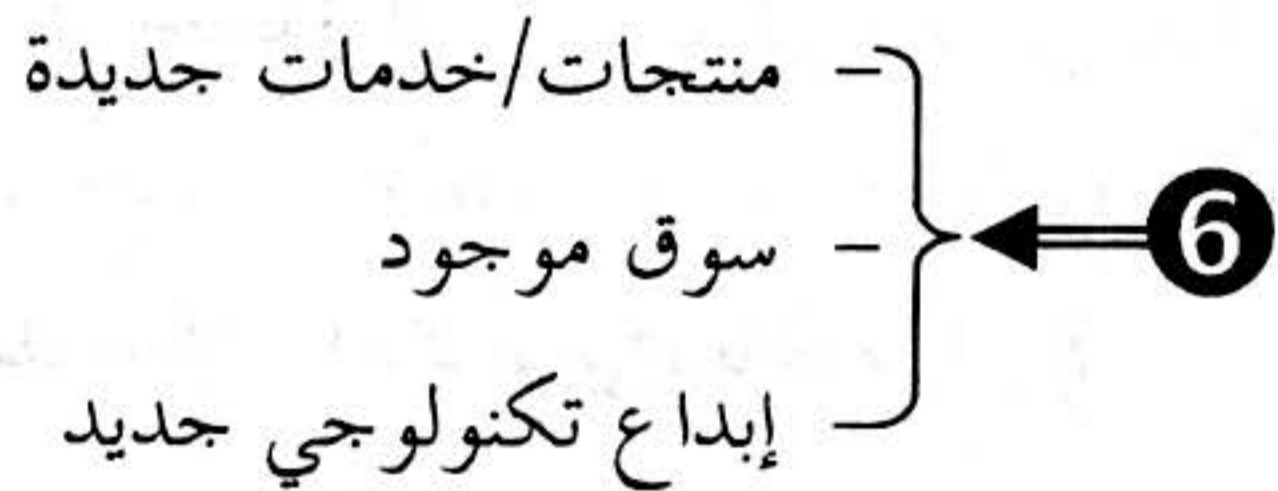 - منتجات/خدمات جديدة
- سوق موجود
6
- إبداع تكنولوجي جديد